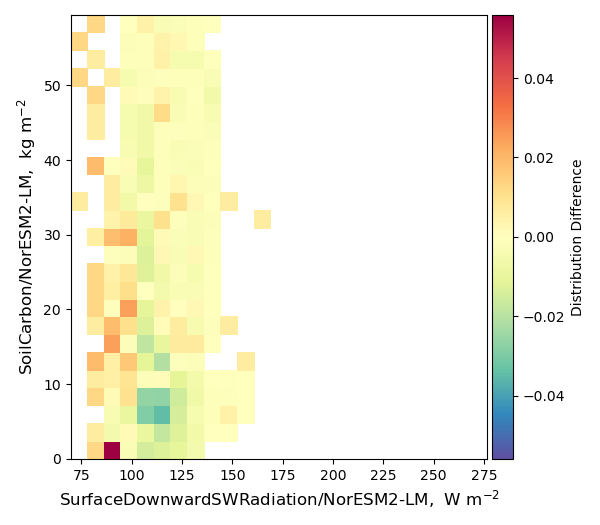 50
40
30
20
10
0
75 100 125 150 175 200 225 250 275
SurfaceDownwardSWRadiation/NorESM2-LM, W m⁻²
SoilCarbon/NorESM2-LM, kg m⁻²
0.04
0.02
0.00
−0.02
−0.04
Distribution Difference